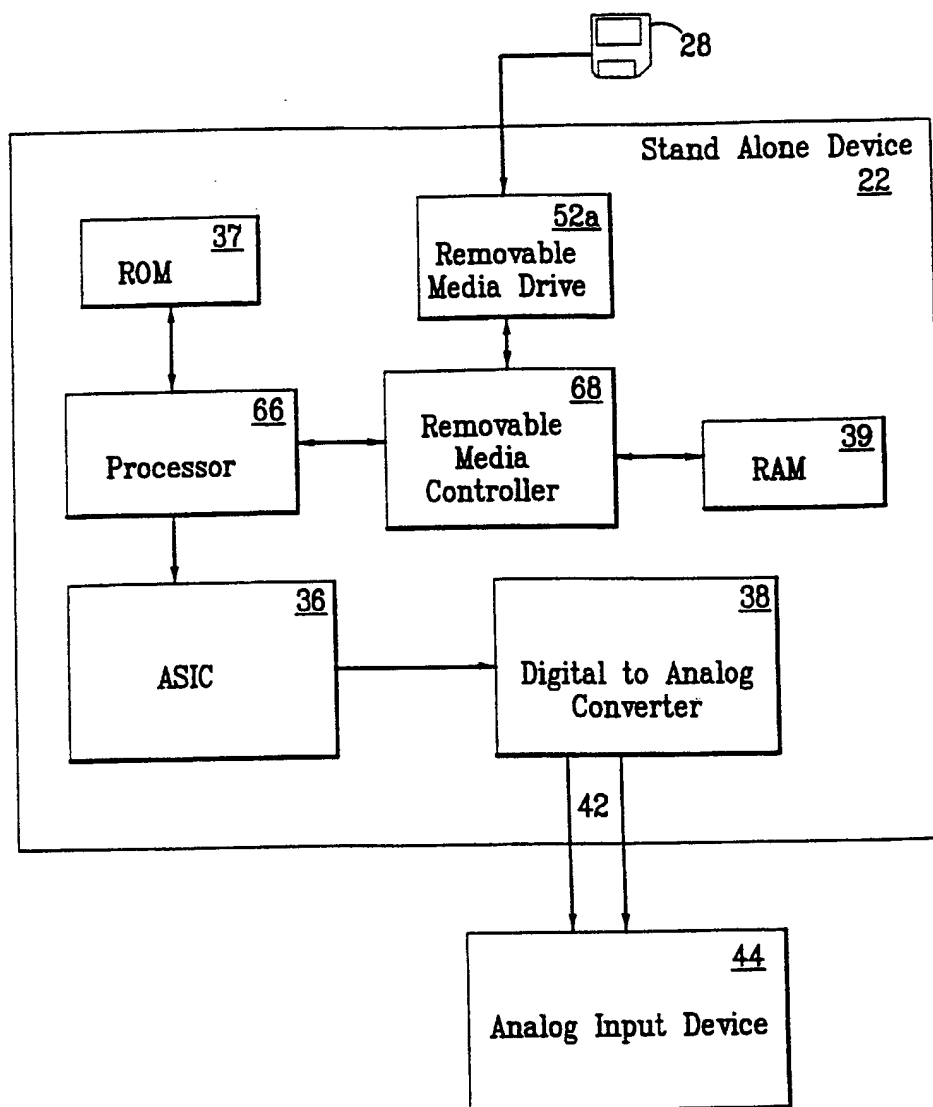 28
Stand Alone Device
22
37
ROM
52a
Removable
Media Drive
66
Processor
68
Removable
Media
Controller
39
RAM
36
ASIC
38
Digital to Analog
Converter
42
44
Analog Input Device